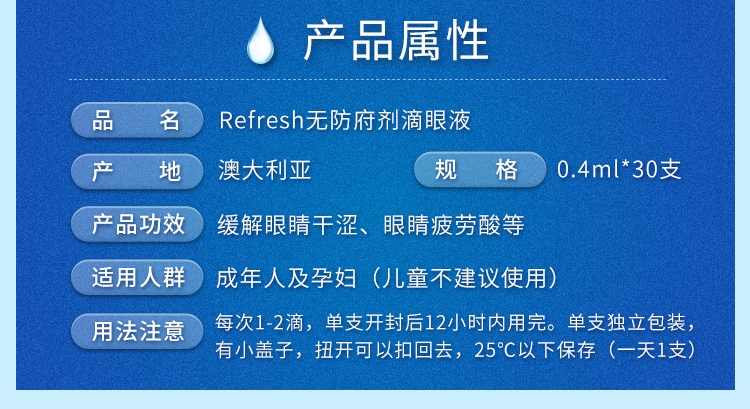 产品属性
品 名 Refresh无防府剂滴眼液
产 地 澳大利亚 规 格 0.4ml*30支
产品功效 缓解眼睛干涩、眼睛疲劳酸等
适用人群 成年人及孕妇（儿童不建议使用）
用法注意 每次1-2滴，单支开封后12小时内用完。单支独立包装，
有小盖子，扭开可以扣回去，25℃以下保存（一天1支）